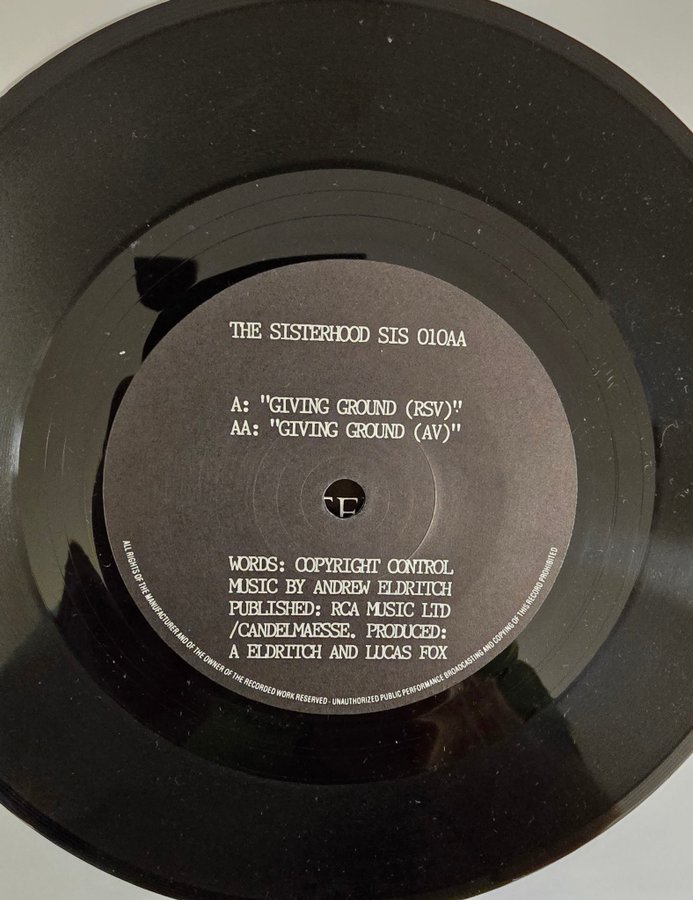 THE SISTERHOOD SIS 010AA
A: "GIVING GROUND (RSV)"
AA: "GIVING GROUND (AV)"
WORDS: COPYRIGHT CONTROL
MUSIC BY ANDREW ELDRITCH
PUBLISHED: RCA MUSIC LTD
/CANDELMAESSE. PRODUCED:
A ELDRITCH AND LUCAS FOX
ALL RIGHTS OF THE MANUFACTURER AND OF THE OWNER OF THE RECORDED WORK RESERVED - UNAUTHORIZED PUBLIC PERFORMANCE BROADCASTING AND COPYING OF THIS RECORD PROHIBITED